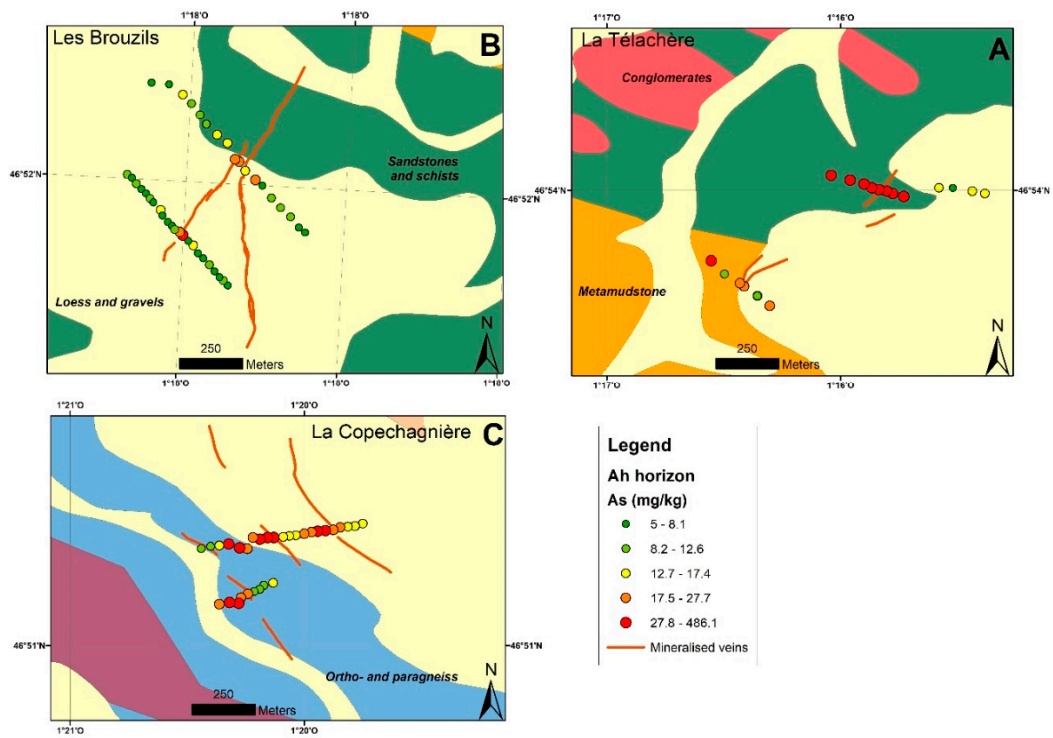 1°18'O
1°18'O
Les Brouzils
B
Sandstones
and schists
46°52'N
46°52'N
Loess and gravels
N
250
Meters
1°18'O
1°18'O
1°18'O
1°17'O
1°16'O
La Télachère
A
Conglomerates
46°54'N
46°54'N
Metamudstone
N
250
Meters
1°17'O
1°16'O
1°21'O
1°20'O
La Copechagnière
C
46°51'N
46°51'N
Ortho- and paragneiss
N
250
Meters
1°21'O
1°20'O
Legend
Ah horizon
As (mg/kg)
5 - 8.1
8.2 - 12.6
12.7 - 17.4
17.5 - 27.7
27.8 - 486.1
Mineralised veins